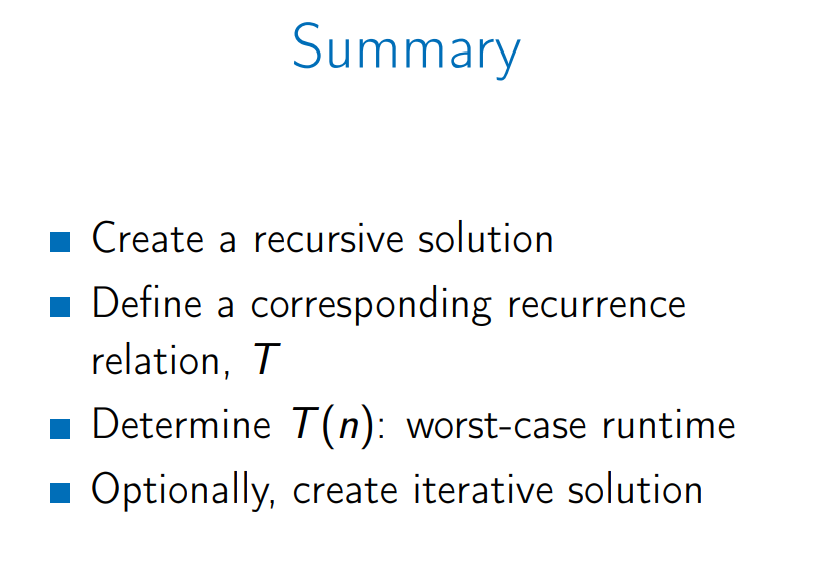 Summary
Create a recursive solution
Define a corresponding recurrence
relation, T
Determine T(n): worst-case runtime
Optionally, create iterative solution